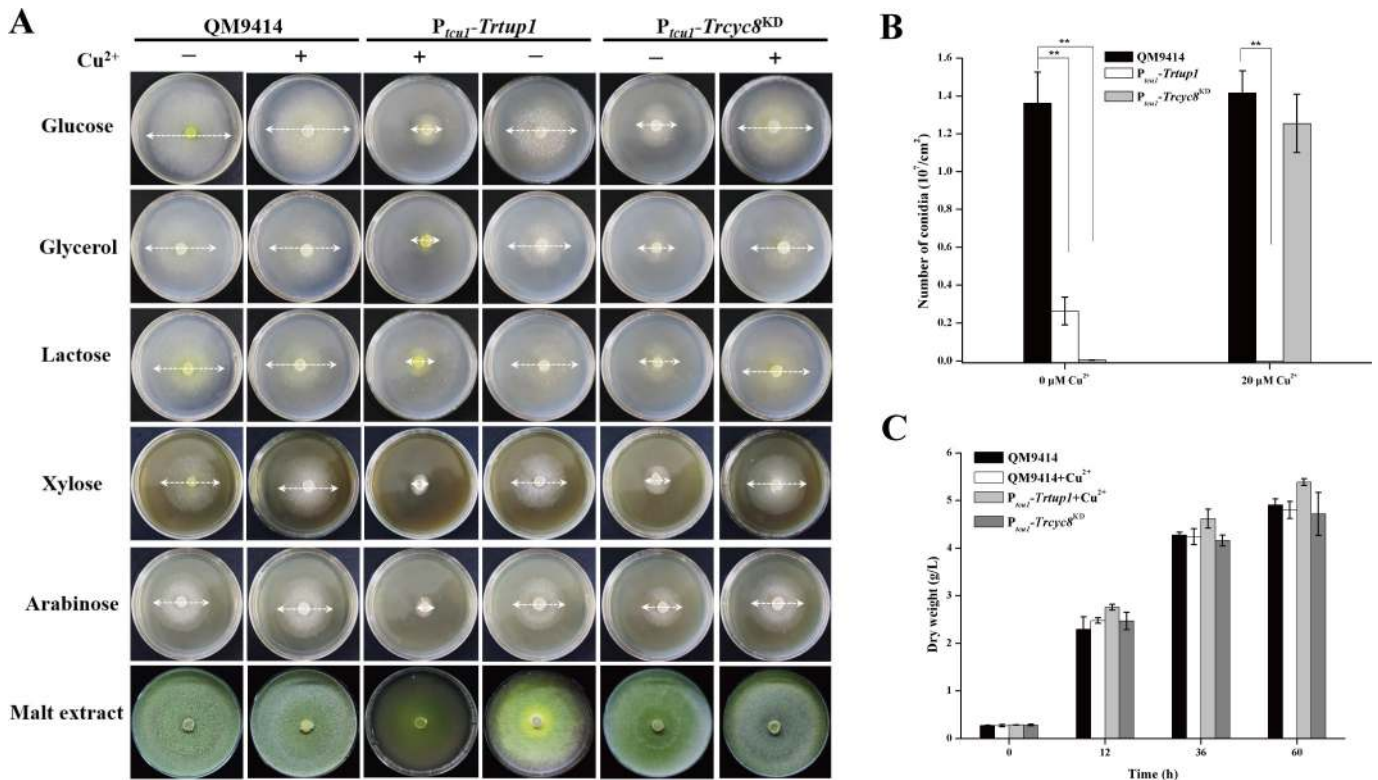 A
QM9414 P_tcu1-Trtup1 P_tcu1-Trcyc8^KD
Cu²⁺ − + + − − +
Glucose
Glycerol
Lactose
Xylose
Arabinose
Malt extract
B
** **
**
QM9414
P_tcu1-Trtup1
P_tcu1-Trcyc8^KD
Number of conidia (10⁷/cm²)
1.6
1.4
1.2
1.0
0.8
0.6
0.4
0.2
0.0
0 μM Cu²⁺ 20 μM Cu²⁺
C
QM9414
QM9414+Cu²⁺
P_tcu1-Trtup1+Cu²⁺
P_tcu1-Trcyc8^KD
Dry weight (g/L)
6
5
4
3
2
1
0
0 12 36 60
Time (h)